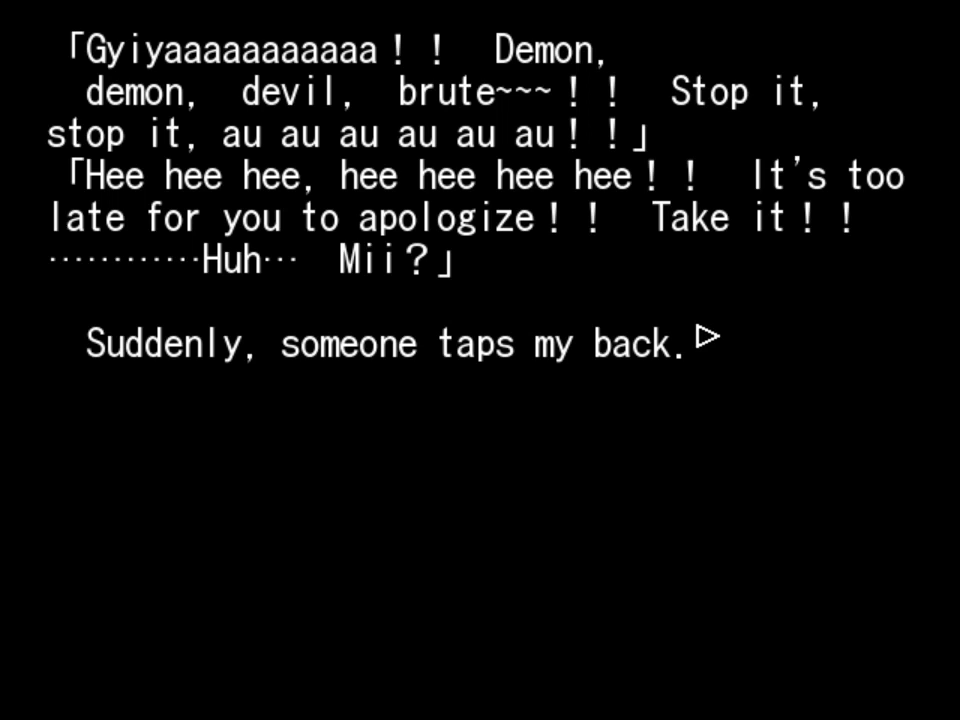 「Gyiyaaaaaaaaaaa！！　Demon,
demon,　devil,　brute~~~！！　Stop it,
stop it, au au au au au au！！」
「Hee hee hee, hee hee hee hee！！　It's too
late for you to apologize！！　Take it！！
…………Huh…　Mii？」
Suddenly, someone taps my back.